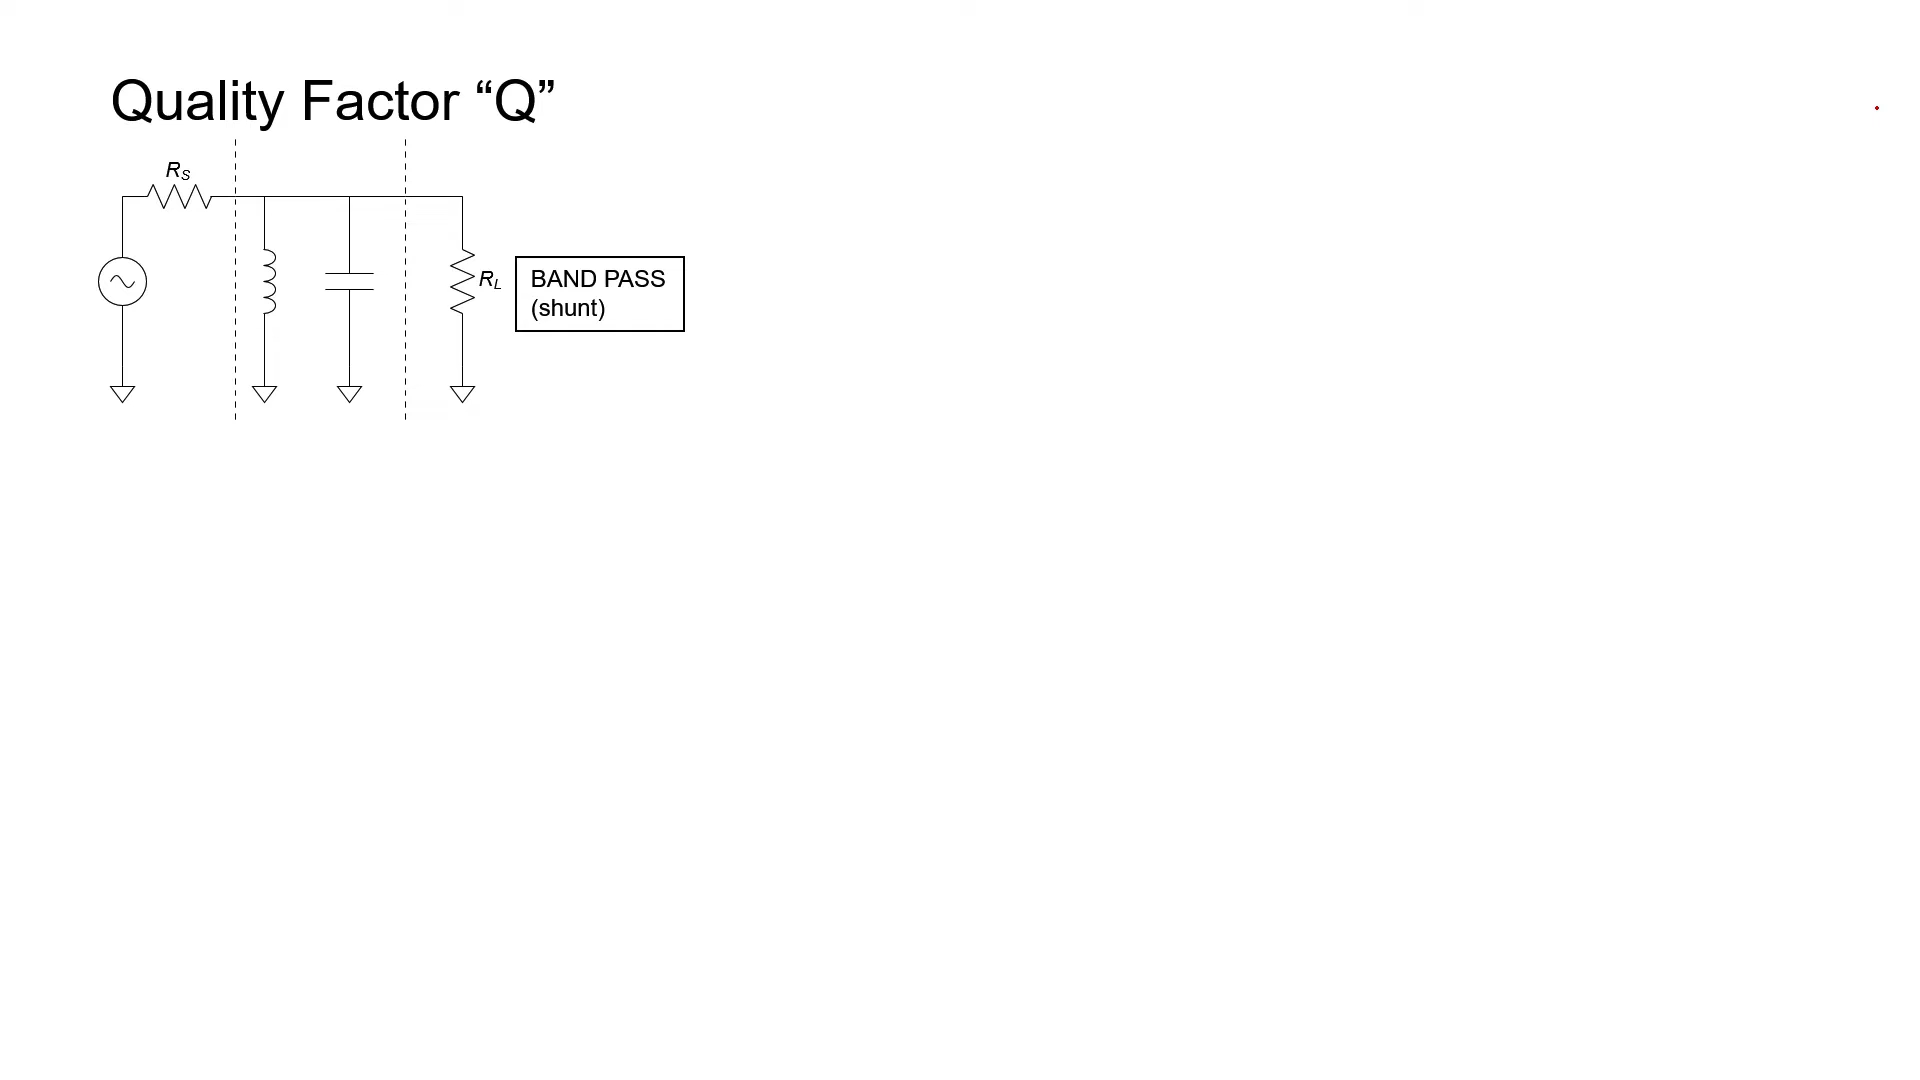 Quality Factor “Q”
RS
RL
BAND PASS
(shunt)